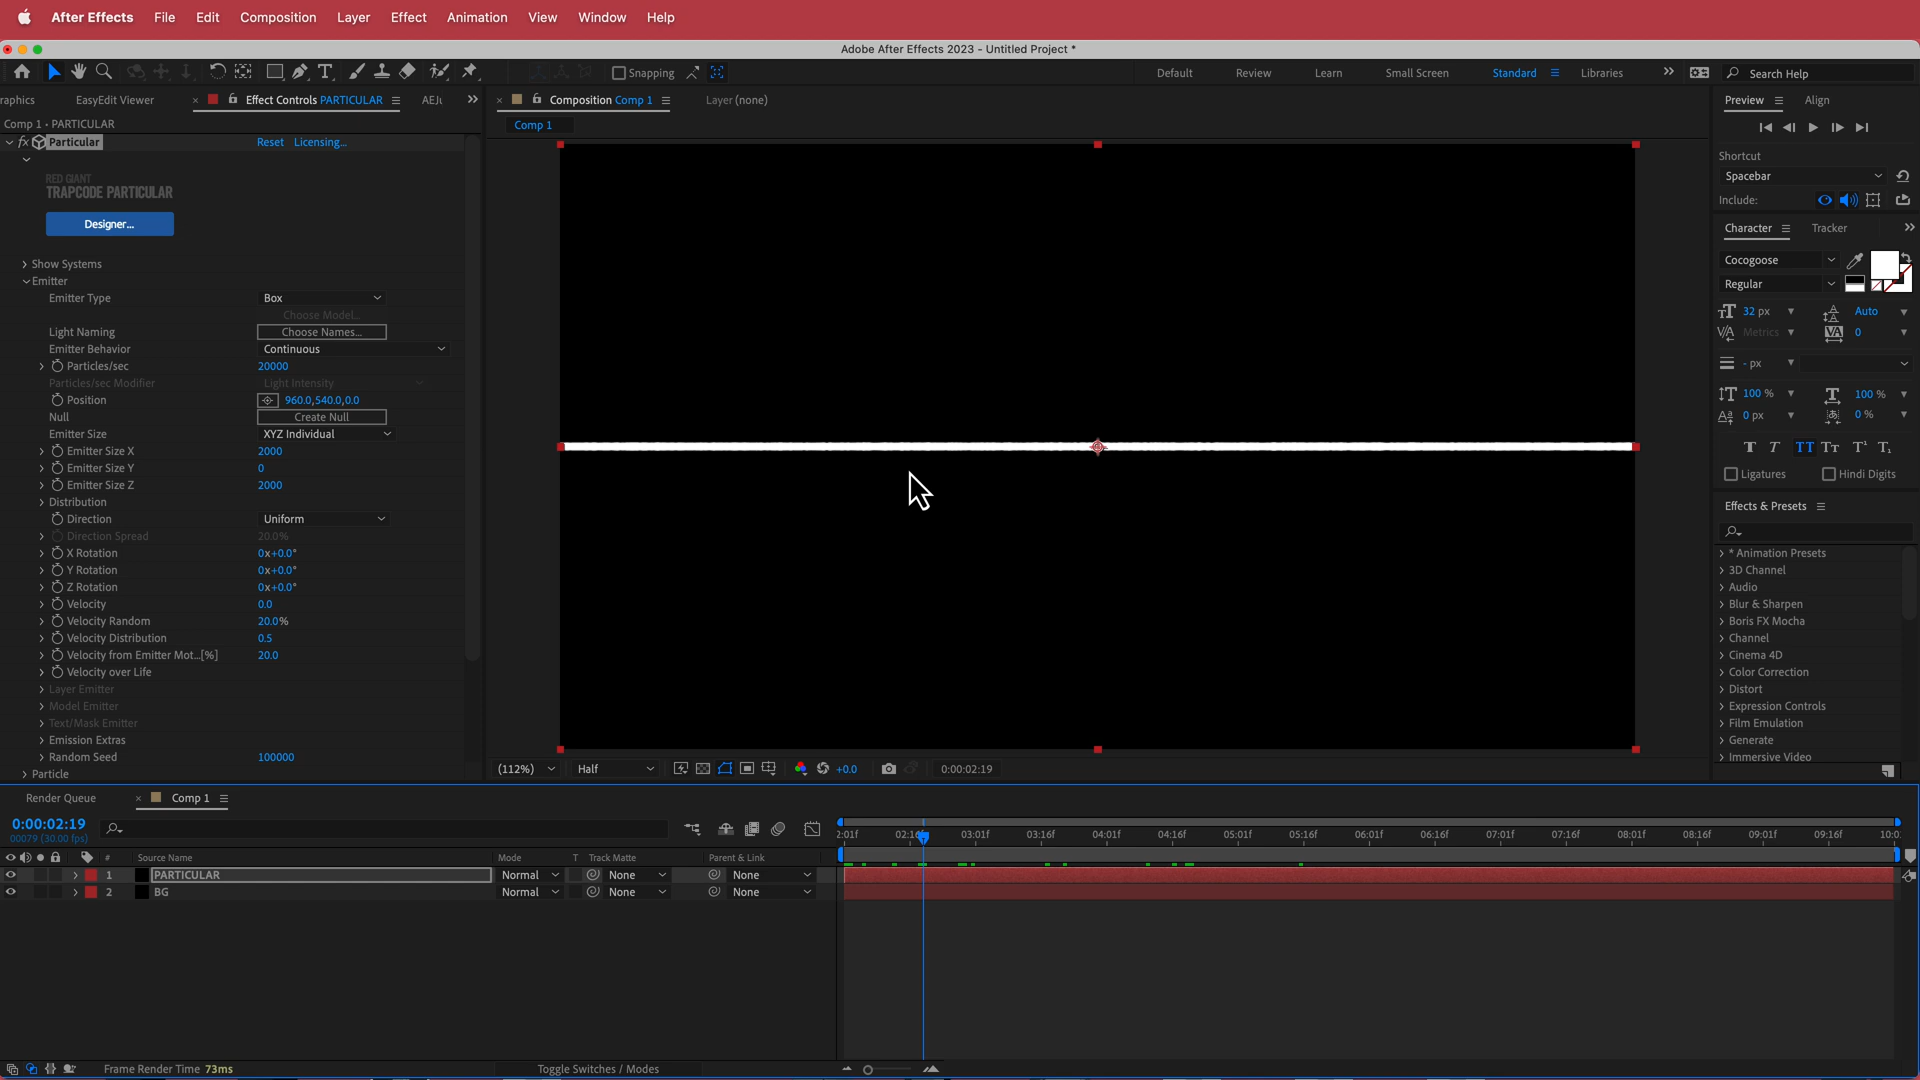 After Effects File Edit Composition Layer Effect Animation View Window Help
Adobe After Effects 2023 - Untitled Project *
Snapping
Default Review Learn Small Screen Standard Libraries Search Help
raphics EasyEdit Viewer × Effect Controls PARTICULAR AEJu
× Composition Comp 1 Layer (none)
Comp 1
Comp 1 • PARTICULAR
fx Particular Reset Licensing...
RED GIANT
TRAPCODE PARTICULAR
Designer...
Show Systems
Emitter
Emitter Type Box
Choose Model...
Light Naming Choose Names...
Emitter Behavior Continuous
Particles/sec 20000
Particles/sec Modifier Light Intensity
Position 960.0,540.0,0.0
Null Create Null
Emitter Size XYZ Individual
Emitter Size X 2000
Emitter Size Y 0
Emitter Size Z 2000
Distribution
Direction Uniform
Direction Spread 20.0%
X Rotation 0x+0.0°
Y Rotation 0x+0.0°
Z Rotation 0x+0.0°
Velocity 0.0
Velocity Random 20.0%
Velocity Distribution 0.5
Velocity from Emitter Mot...[%] 20.0
Velocity over Life
Layer Emitter
Model Emitter
Text/Mask Emitter
Emission Extras
Random Seed 100000
Particle
(112%) Half +0.0 0:00:02:19
Preview Align
Shortcut
Spacebar
Include:
Character Tracker
Cocogoose
Regular
32 px Auto
Metrics 0
- px
100 % 100 %
0 px 0 %
T T TT Tт T¹ T₁
Ligatures Hindi Digits
Effects & Presets
* Animation Presets
3D Channel
Audio
Blur & Sharpen
Boris FX Mocha
Channel
Cinema 4D
Color Correction
Distort
Expression Controls
Film Emulation
Generate
Immersive Video
Render Queue × Comp 1
0:00:02:19
00079 (30.00 fps)
2:01f 02:16f 03:01f 03:16f 04:01f 04:16f 05:01f 05:16f 06:01f 06:16f 07:01f 07:16f 08:01f 08:16f 09:01f 09:16f 10:0
# Source Name Mode T Track Matte Parent & Link
1 PARTICULAR Normal None None
2 BG Normal None None
Frame Render Time 73ms Toggle Switches / Modes